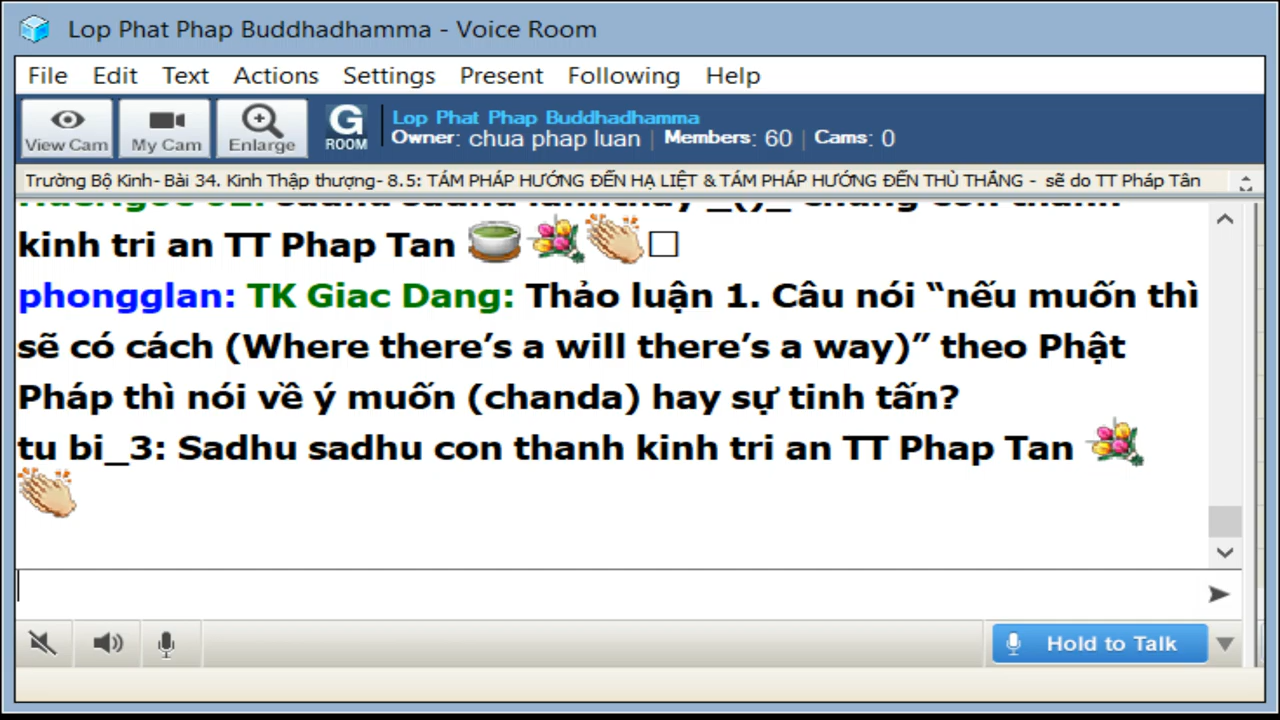 Lop Phat Phap Buddhadhamma - Voice Room
File Edit Text Actions Settings Present Following Help
View Cam My Cam Enlarge G ROOM Lop Phat Phap Buddhadhamma
Owner: chua phap luan | Members: 60 | Cams: 0
Trường Bộ Kinh- Bài 34. Kinh Thập thượng- 8.5: TÁM PHÁP HƯỚNG ĐẾN HẠ LIỆT & TÁM PHÁP HƯỚNG ĐẾN THÙ THẮNG - sẽ do TT Pháp Tân
kinh tri an TT Phap Tan
phongglan: TK Giac Dang: Thảo luận 1. Câu nói “nếu muốn thì
sẽ có cách (Where there’s a will there’s a way)” theo Phật
Pháp thì nói về ý muốn (chanda) hay sự tinh tấn?
tu bi_3: Sadhu sadhu con thanh kinh tri an TT Phap Tan
Hold to Talk